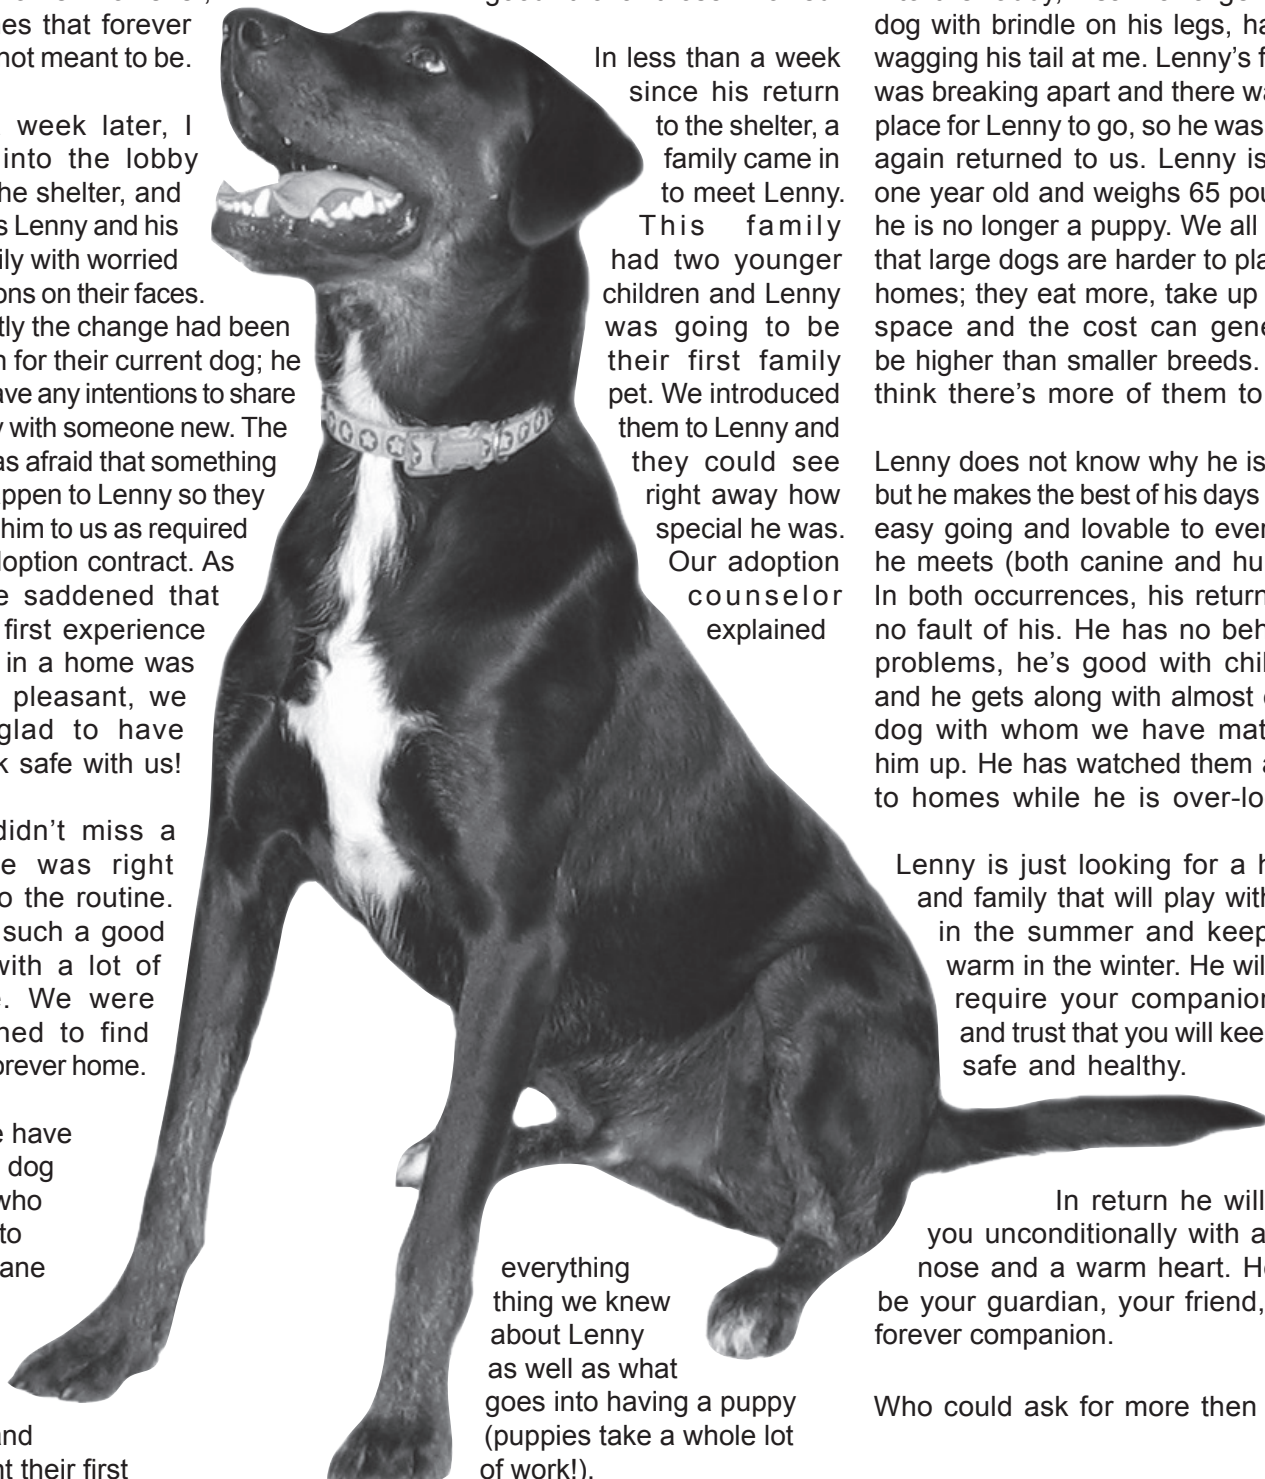 es that forever
not meant to be.
week later, I
into the lobby
he shelter, and
s Lenny and his
ily with worried
ons on their faces.
tly the change had been
n for their current dog; he
ave any intentions to share
y with someone new. The
as afraid that something
ppen to Lenny so they
him to us as required
loption contract. As
e saddened that
first experience
in a home was
pleasant, we
glad to have
k safe with us!
didn't miss a
e was right
o the routine.
such a good
with a lot of
e. We were
ned to find
orever home.
e have
dog
who
to
ane
and
nt their first
In less than a week
since his return
to the shelter, a
family came in
to meet Lenny.
This family
had two younger
children and Lenny
was going to be
their first family
pet. We introduced
them to Lenny and
they could see
right away how
special he was.
Our adoption
counselor
explained
everything
thing we knew
about Lenny
as well as what
goes into having a puppy
(puppies take a whole lot
of work!).
dog with brindle on his legs, ha
wagging his tail at me. Lenny's f
was breaking apart and there wa
place for Lenny to go, so he was
again returned to us. Lenny is
one year old and weighs 65 pou
he is no longer a puppy. We all
that large dogs are harder to pla
homes; they eat more, take up
space and the cost can gene
be higher than smaller breeds.
think there's more of them to
Lenny does not know why he is
but he makes the best of his days
easy going and lovable to ever
he meets (both canine and hu
In both occurrences, his return
no fault of his. He has no beh
problems, he's good with chil
and he gets along with almost e
dog with whom we have mat
him up. He has watched them a
to homes while he is over-lo
Lenny is just looking for a h
and family that will play with
in the summer and keep
warm in the winter. He wil
require your companion
and trust that you will kee
safe and healthy.
In return he will
you unconditionally with a
nose and a warm heart. He
be your guardian, your friend,
forever companion.
Who could ask for more then